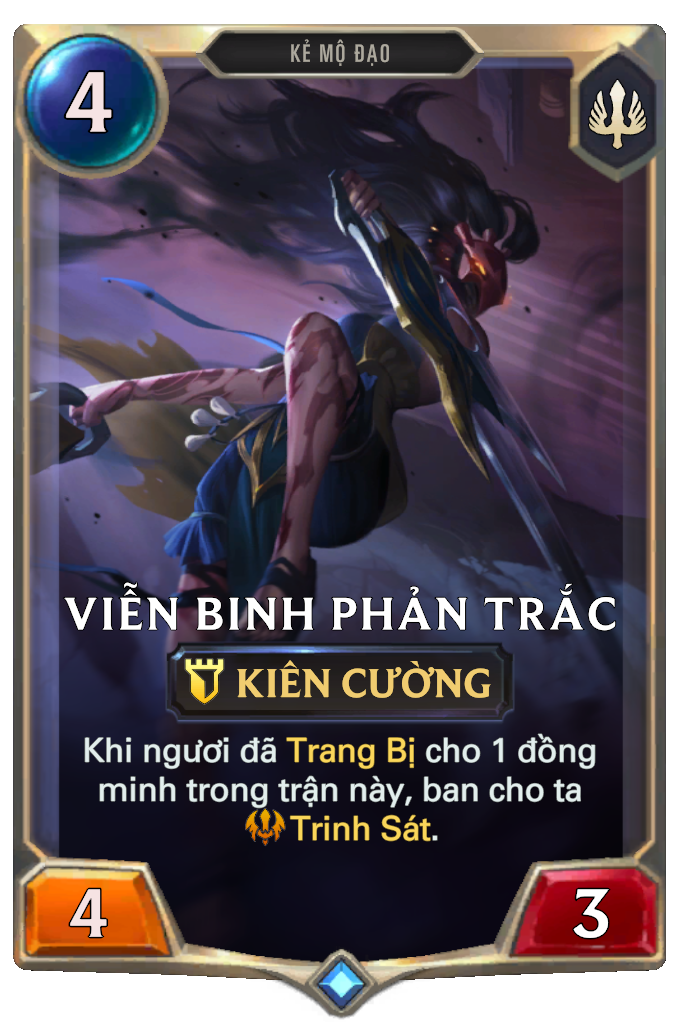 4
KẺ MỘ ĐẠO
VIỄN BINH PHẢN TRẮC
KIÊN CƯỜNG
Khi ngươi đã Trang Bị cho 1 đồng
minh trong trận này, ban cho ta
Trinh Sát.
4
3